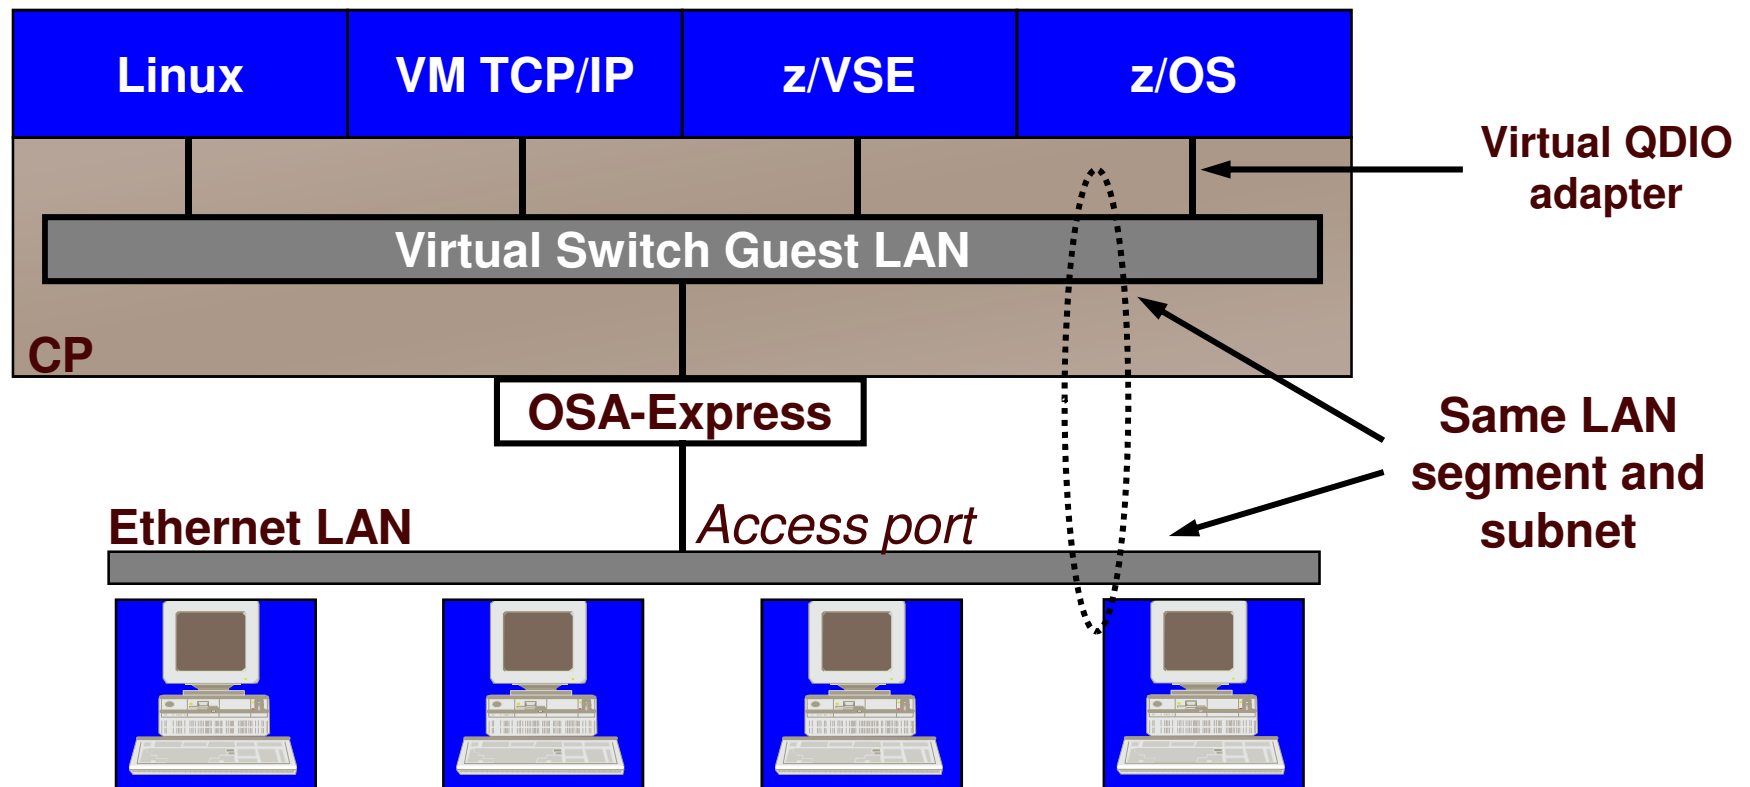 Linux
VM TCP/IP
z/VSE
z/OS
Virtual QDIO
adapter
Virtual Switch Guest LAN
CP
OSA-Express
Same LAN
segment and
subnet
Ethernet LAN
Access port